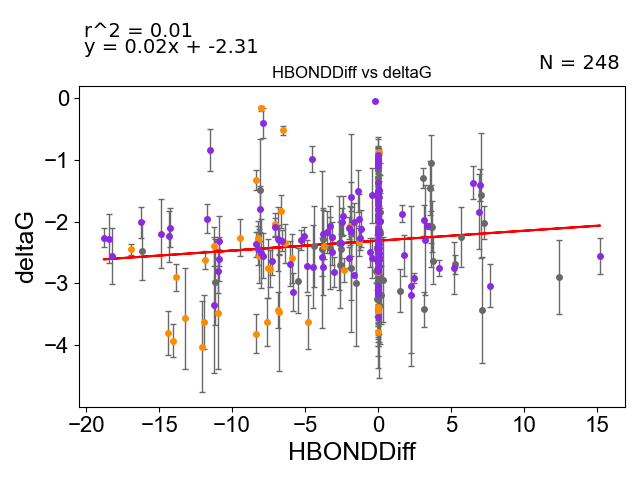 r^2 = 0.01
y = 0.02x + -2.31
N = 248
HBONDDiff vs deltaG
0
−1
−2
−3
−4
deltaG
−20 −15 −10 −5 0 5 10 15
HBONDDiff